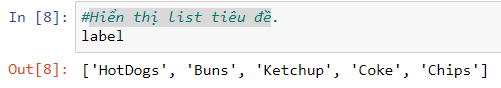 In [8]: #Hiển thị list tiêu đề.
label
Out[8]: ['HotDogs', 'Buns', 'Ketchup', 'Coke', 'Chips']